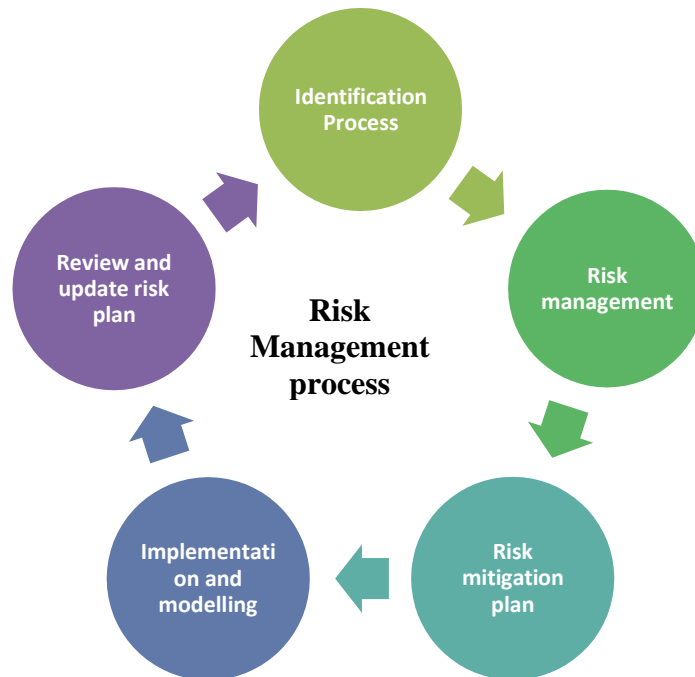 Identification
Process
Risk
management
Risk
mitigation
plan
Implementati
on and
modelling
Review and
update risk
plan
Risk
Management
process